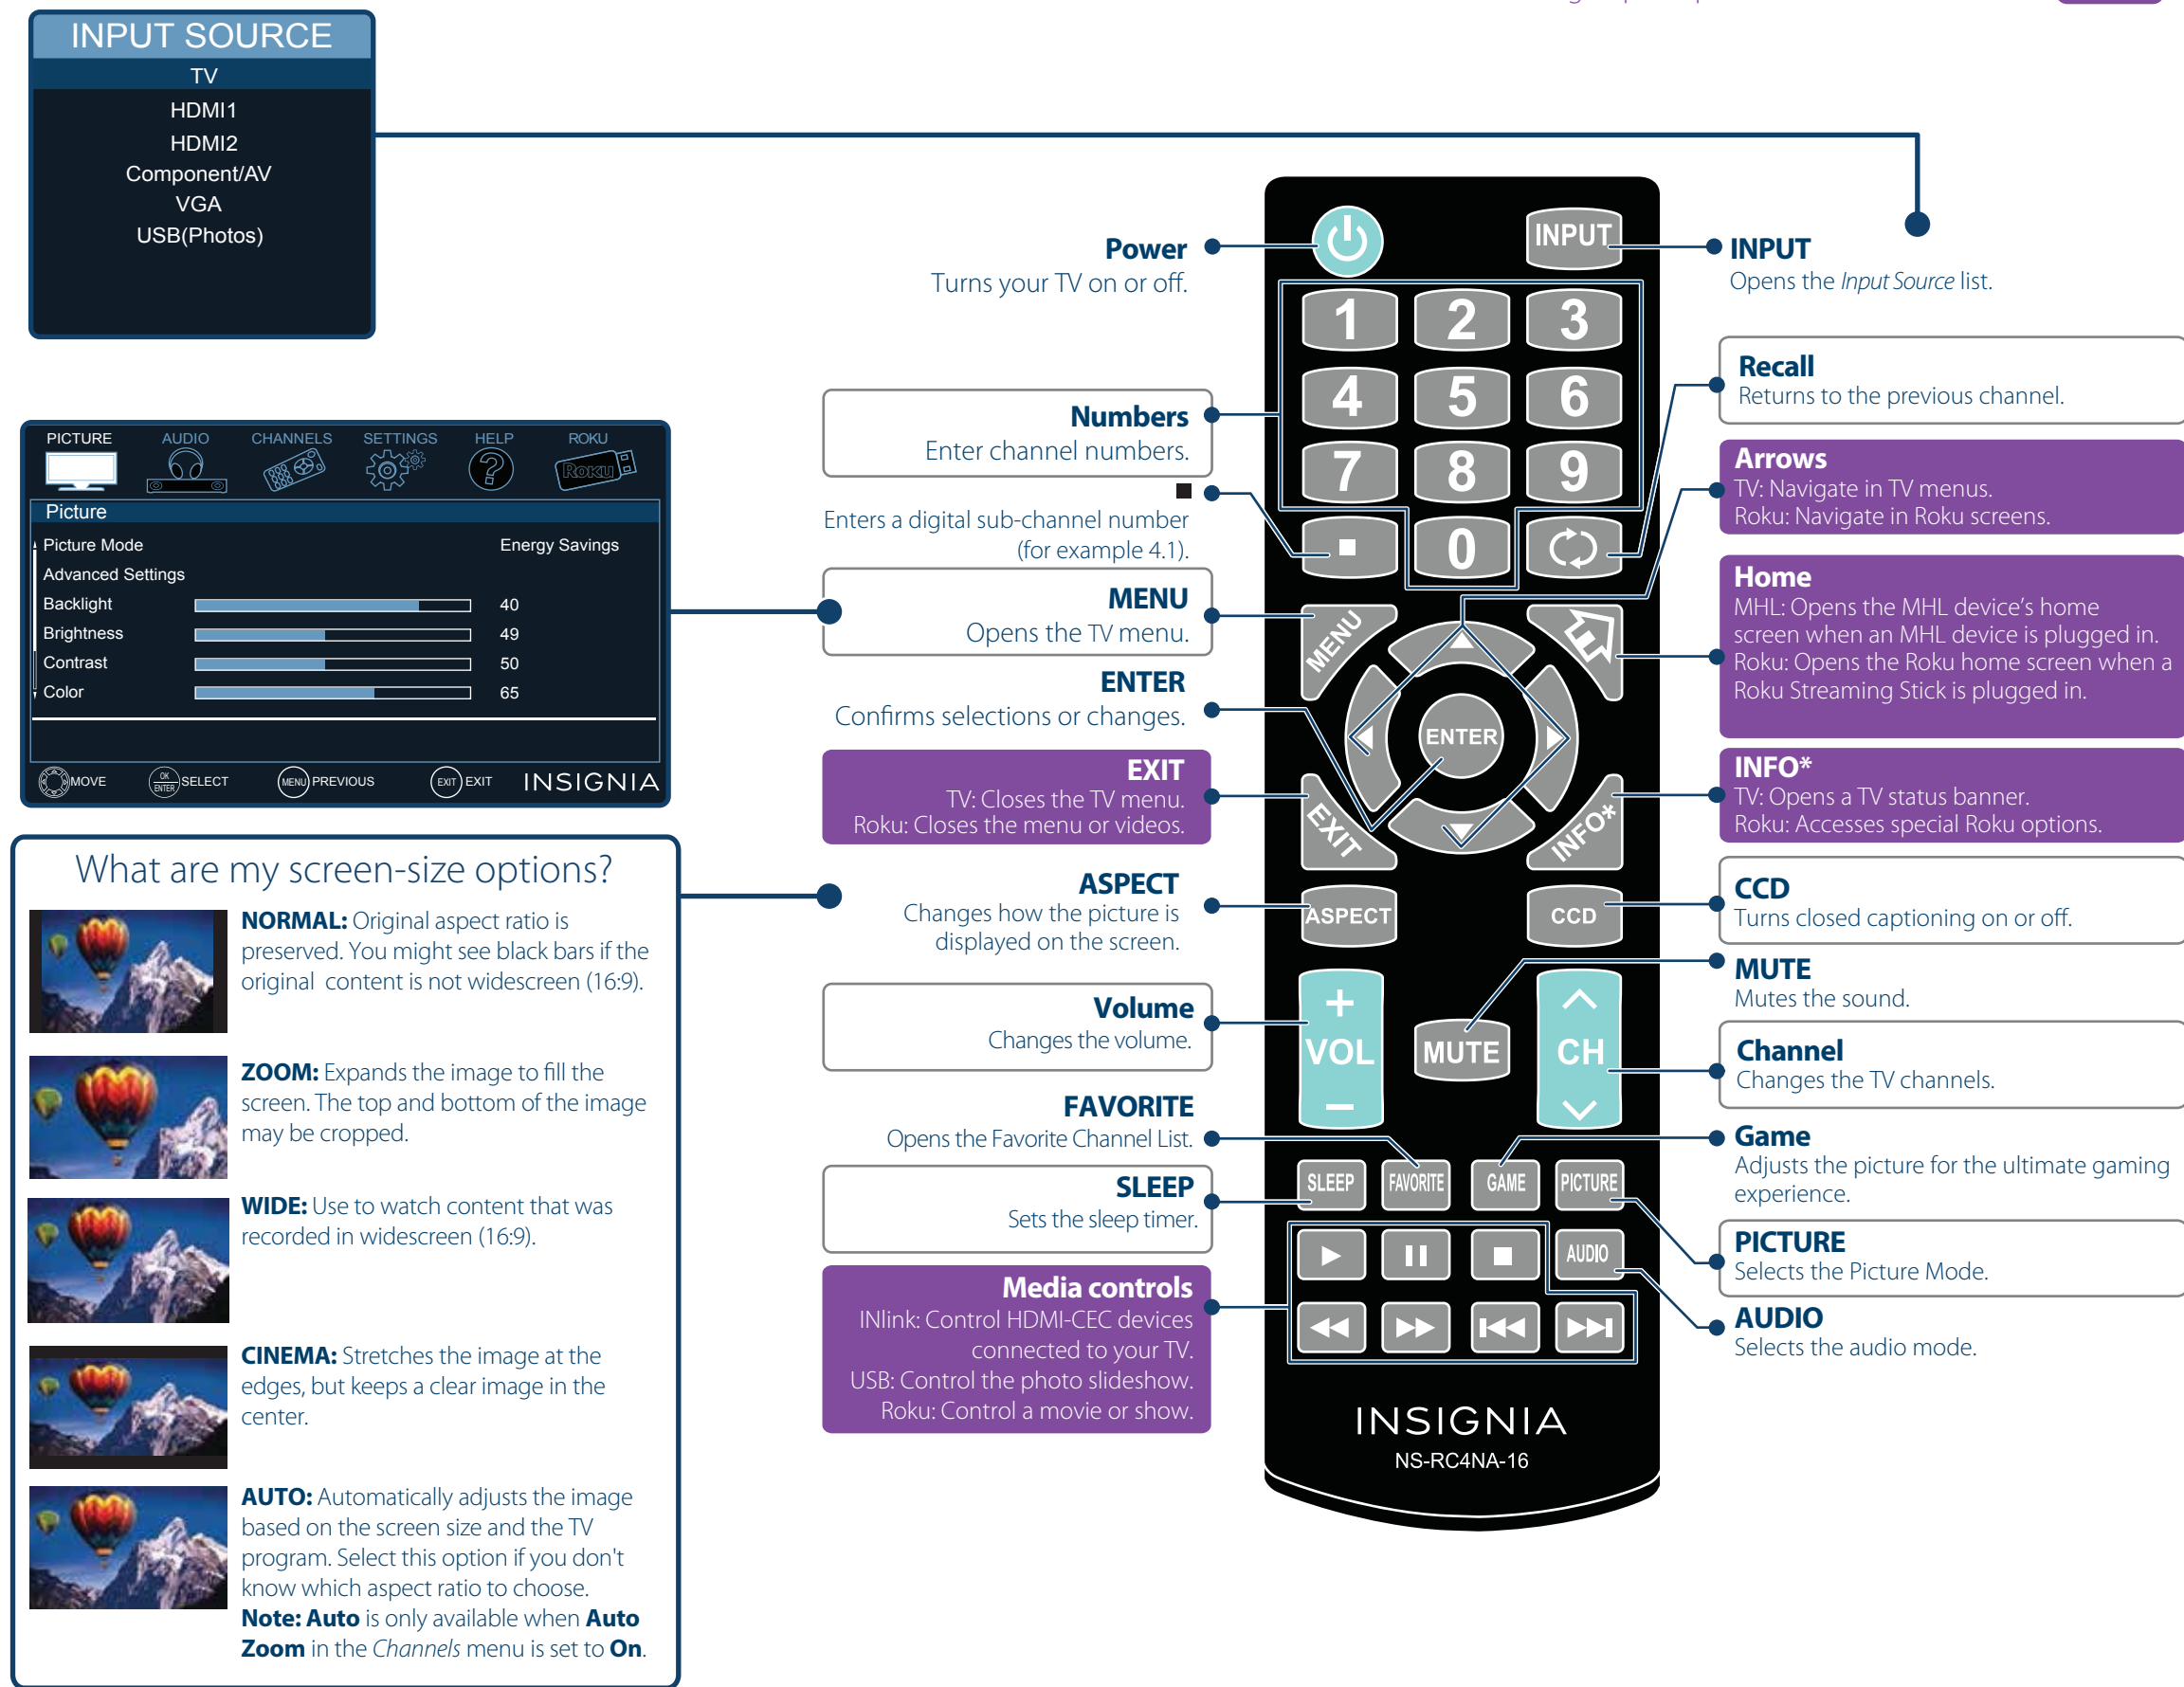 INPUT SOURCE
TV
HDMI1
HDMI2
Component/AV
VGA
USB(Photos)
PICTURE AUDIO CHANNELS SETTINGS HELP ROKU
ROKU
Picture
Picture Mode Energy Savings
Advanced Settings
Backlight 40
Brightness 49
Contrast 50
Color 65
MOVE OK ENTER SELECT MENU PREVIOUS EXIT EXIT INSIGNIA
What are my screen-size options?
NORMAL: Original aspect ratio is
preserved. You might see black bars if the
original content is not widescreen (16:9).
ZOOM: Expands the image to fill the
screen. The top and bottom of the image
may be cropped.
WIDE: Use to watch content that was
recorded in widescreen (16:9).
CINEMA: Stretches the image at the
edges, but keeps a clear image in the
center.
AUTO: Automatically adjusts the image
based on the screen size and the TV
program. Select this option if you don't
know which aspect ratio to choose.
Note: Auto is only available when Auto
Zoom in the Channels menu is set to On.
Power
Turns your TV on or off.
Numbers
Enter channel numbers.
■
Enters a digital sub-channel number
(for example 4.1).
MENU
Opens the TV menu.
ENTER
Confirms selections or changes.
EXIT
TV: Closes the TV menu.
Roku: Closes the menu or videos.
ASPECT
Changes how the picture is
displayed on the screen.
Volume
Changes the volume.
FAVORITE
Opens the Favorite Channel List.
SLEEP
Sets the sleep timer.
Media controls
INlink: Control HDMI-CEC devices
connected to your TV.
USB: Control the photo slideshow.
Roku: Control a movie or show.
INPUT
1 2 3
4 5 6
7 8 9
0
MENU
ENTER
EXIT INFO*
ASPECT CCD
+ VOL − MUTE CH
SLEEP FAVORITE GAME PICTURE
AUDIO
INSIGNIA
NS-RC4NA-16
INPUT
Opens the Input Source list.
Recall
Returns to the previous channel.
Arrows
TV: Navigate in TV menus.
Roku: Navigate in Roku screens.
Home
MHL: Opens the MHL device's home
screen when an MHL device is plugged in.
Roku: Opens the Roku home screen when a
Roku Streaming Stick is plugged in.
INFO*
TV: Opens a TV status banner.
Roku: Accesses special Roku options.
CCD
Turns closed captioning on or off.
MUTE
Mutes the sound.
Channel
Changes the TV channels.
Game
Adjusts the picture for the ultimate gaming
experience.
PICTURE
Selects the Picture Mode.
AUDIO
Selects the audio mode.